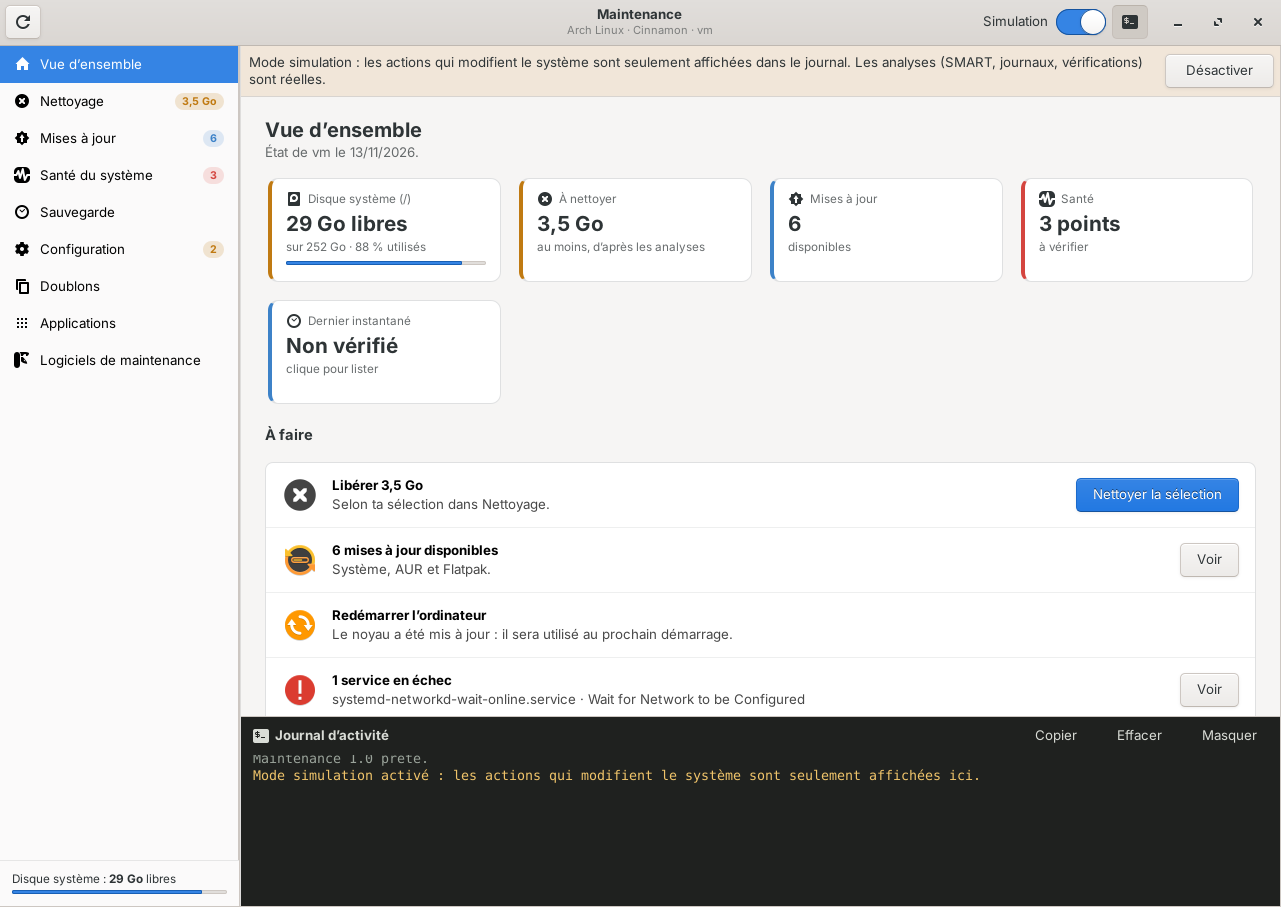 Maintenance
Arch Linux · Cinnamon · vm
Simulation
Vue d’ensemble
Nettoyage 3,5 Go
Mises à jour 6
Santé du système 3
Sauvegarde
Configuration 2
Doublons
Applications
Logiciels de maintenance
Disque système : 29 Go libres
Mode simulation : les actions qui modifient le système sont seulement affichées dans le journal. Les analyses (SMART, journaux, vérifications)
sont réelles.
Désactiver
Vue d’ensemble
État de vm le 13/11/2026.
Disque système (/)
29 Go libres
sur 252 Go · 88 % utilisés
À nettoyer
3,5 Go
au moins, d’après les analyses
Mises à jour
6
disponibles
Santé
3 points
à vérifier
Dernier instantané
Non vérifié
clique pour lister
À faire
Libérer 3,5 Go
Selon ta sélection dans Nettoyage.
Nettoyer la sélection
6 mises à jour disponibles
Système, AUR et Flatpak.
Voir
Redémarrer l’ordinateur
Le noyau a été mis à jour : il sera utilisé au prochain démarrage.
1 service en échec
systemd-networkd-wait-online.service · Wait for Network to be Configured
Voir
Journal d’activité
Copier
Effacer
Masquer
Maintenance 1.0 prête.
Mode simulation activé : les actions qui modifient le système sont seulement affichées ici.